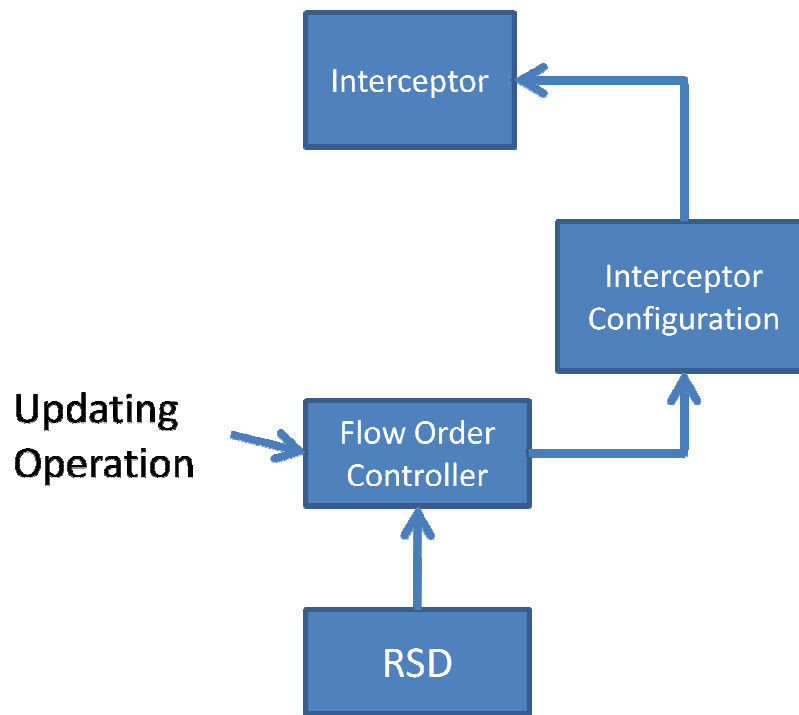 Interceptor
Interceptor
Configuration
Updating
Operation
Flow Order
Controller
RSD